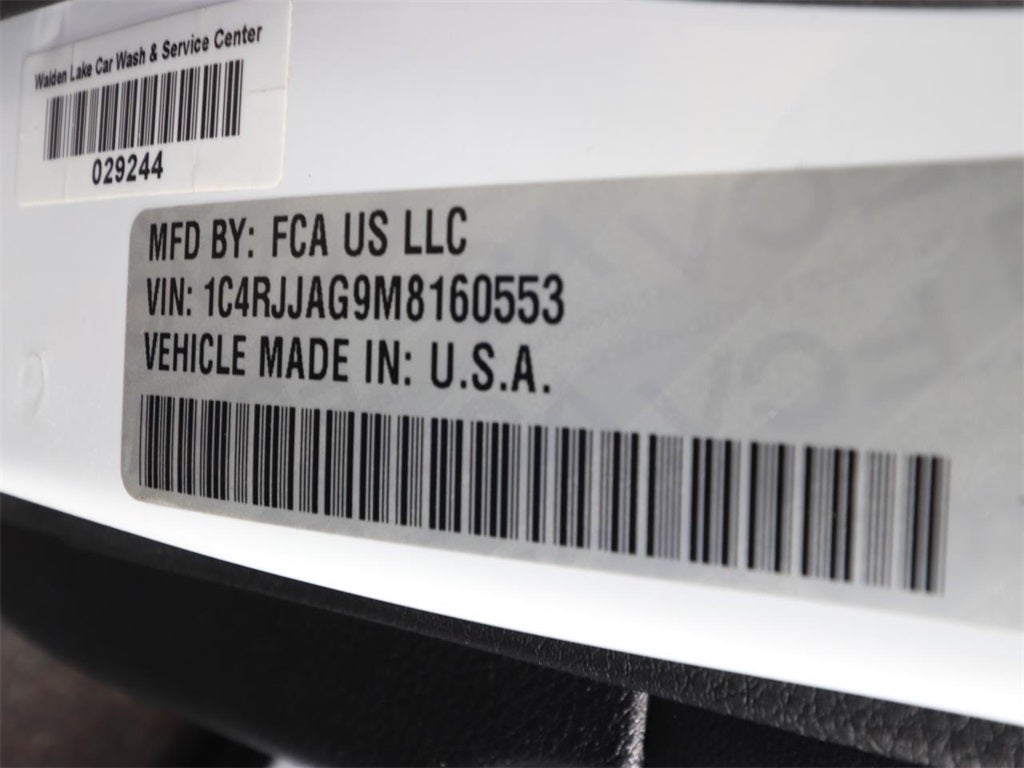 Walden Lake Car Wash & Service Center
029244
MFD BY: FCA US LLC
VIN: 1C4RJJAG9M8160553
VEHICLE MADE IN: U.S.A.